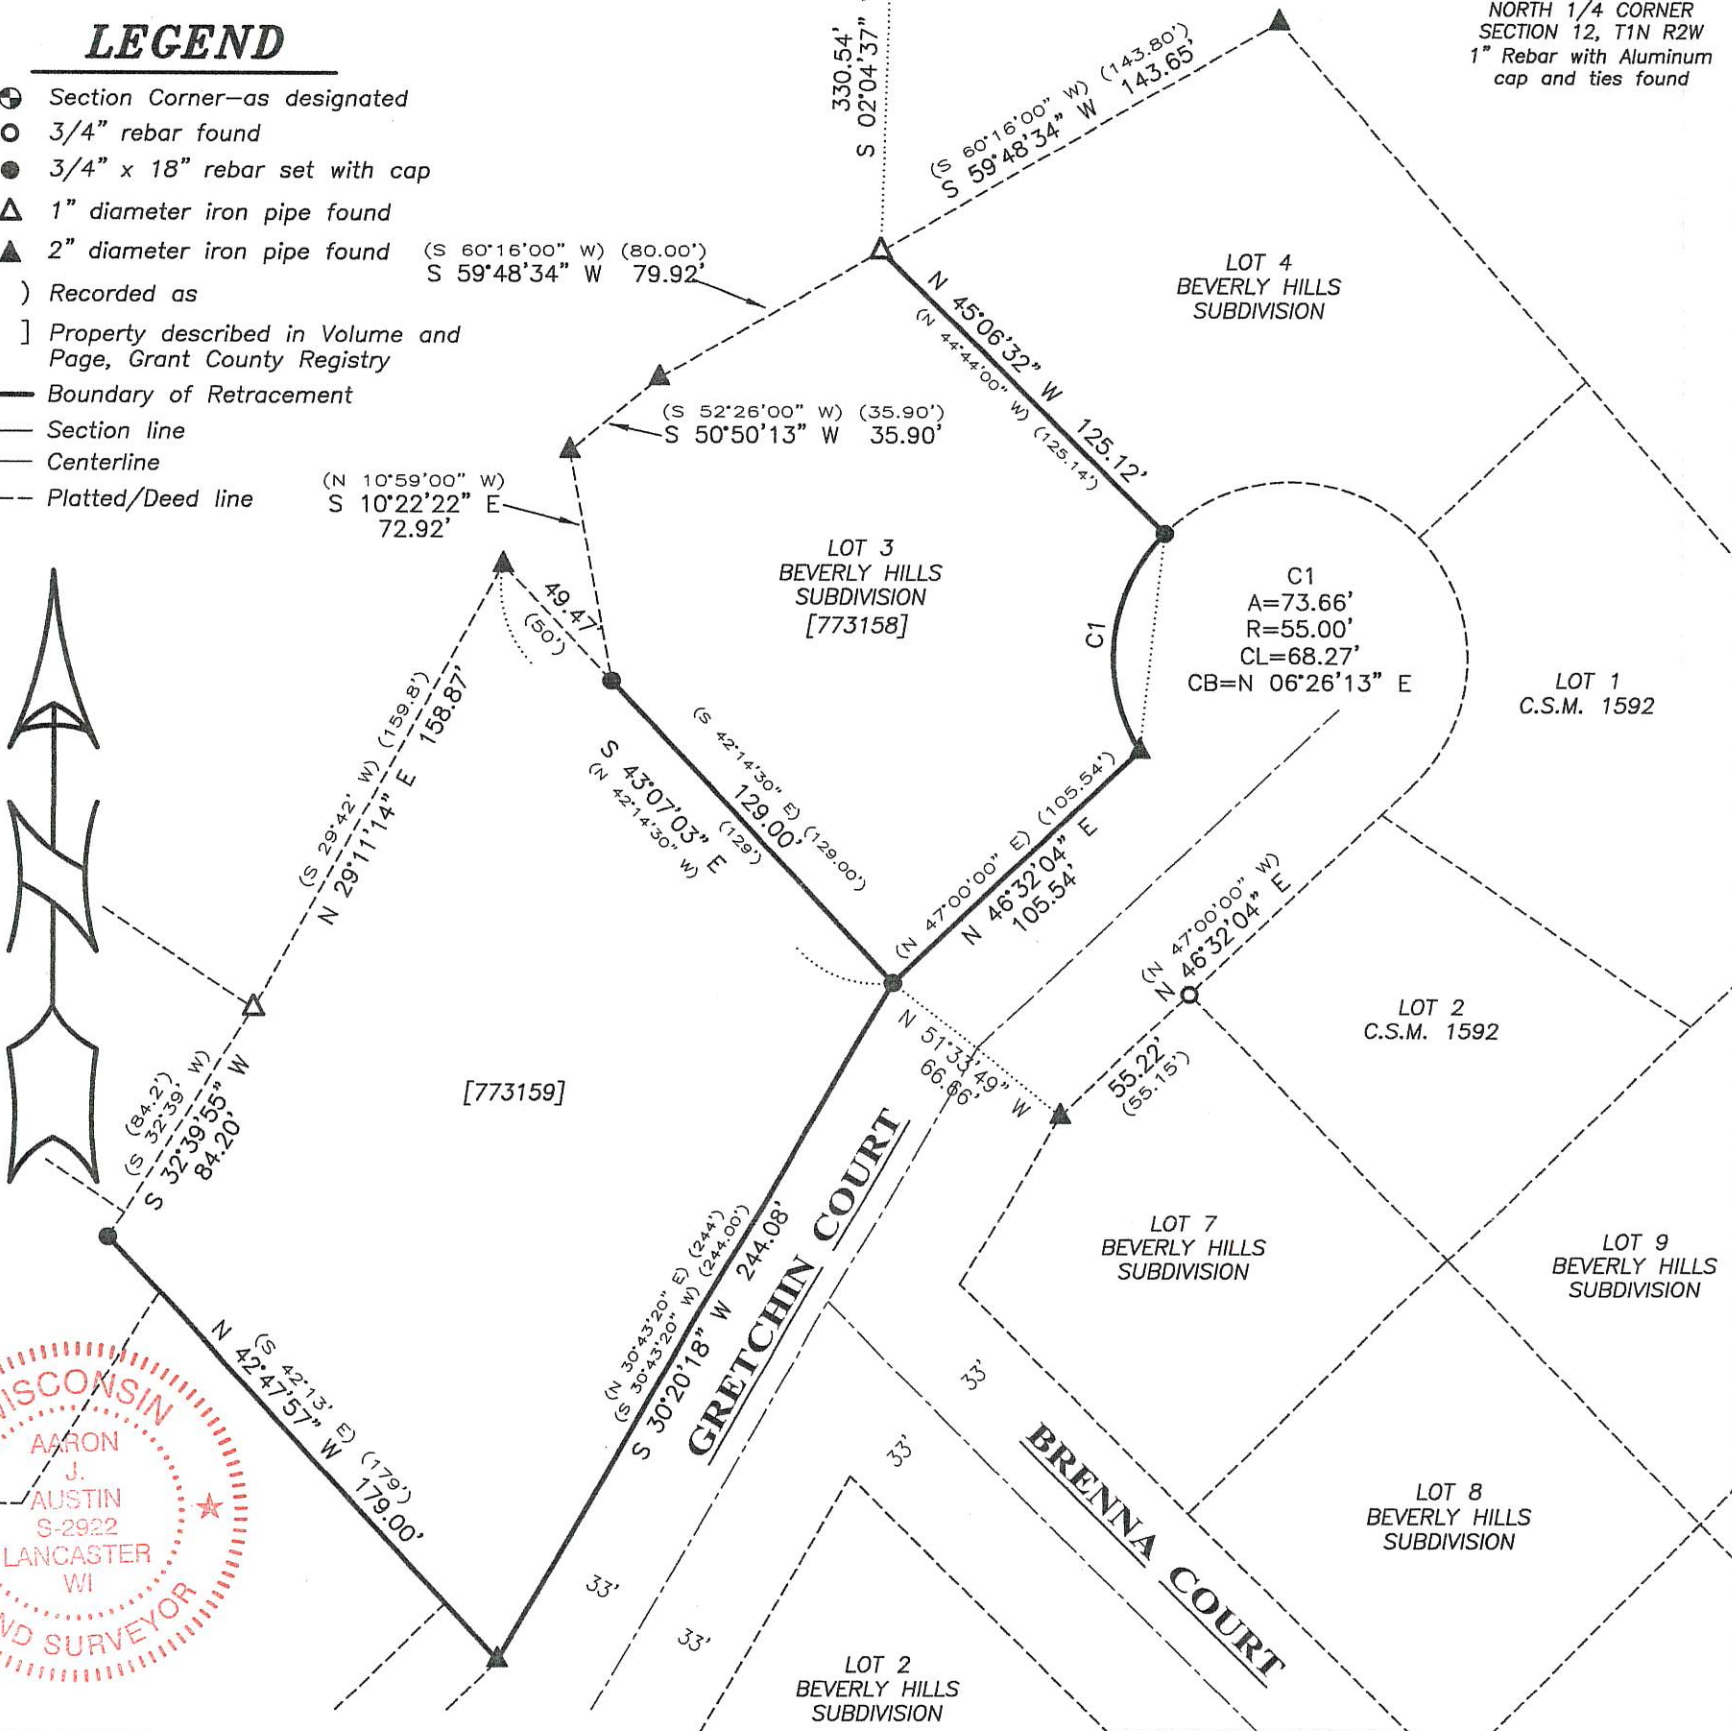 LEGEND
Section Corner—as designated
3/4" rebar found
3/4" x 18" rebar set with cap
1" diameter iron pipe found
2" diameter iron pipe found
) Recorded as
] Property described in Volume and
Page, Grant County Registry
Boundary of Retracement
Section line
Centerline
Platted/Deed line
330.54'
S 02°04'37"
(S 60°16'00" W) (143.80')
S 59°48'34" W 143.65'
NORTH 1/4 CORNER
SECTION 12, T1N R2W
1" Rebar with Aluminum
cap and ties found
(S 60°16'00" W) (80.00')
S 59°48'34" W 79.92'
LOT 4
BEVERLY HILLS
SUBDIVISION
N 45°06'32" W 125.12'
(N 44°44'00" W) (125.14')
(S 52°26'00" W) (35.90')
S 50°50'13" W 35.90'
(N 10°59'00" W)
S 10°22'22" E
72.92'
LOT 3
BEVERLY HILLS
SUBDIVISION
[773158]
C1
C1
A=73.66'
R=55.00'
CL=68.27'
CB=N 06°26'13" E
LOT 1
C.S.M. 1592
49.47'
(50')
(S 29°42' W) (159.8')
N 29°11'14" E 158.87'
(S 42°14'30" E) (129.00')
129.00'
S 43°07'03" E (129')
(N 42°14'30" W)
(N 47°00'00" E) (105.54')
N 46°32'04" E
105.54'
(N 47°00'00" W)
N 46°32'04" E
LOT 2
C.S.M. 1592
N 51°33'49" W
66.66'
55.22'
(55.15')
(84.2')
(S 32°39' W)
S 32°39'55" W
84.20'
[773159]
(N 30°43'20" E) (244')
(S 30°43'20" W) (244.00')
S 30°20'18" W 244.08'
GRETCHIN COURT
LOT 7
BEVERLY HILLS
SUBDIVISION
LOT 9
BEVERLY HILLS
SUBDIVISION
(S 42°13' E) (179')
N 42°47'57" W 179.00'
33'
33'
BRENNA COURT
LOT 8
BEVERLY HILLS
SUBDIVISION
33'
33'
LOT 2
BEVERLY HILLS
SUBDIVISION
ISCONSIN
AARON
J.
AUSTIN
S-2922
LANCASTER
WI
ND SURVEYOR